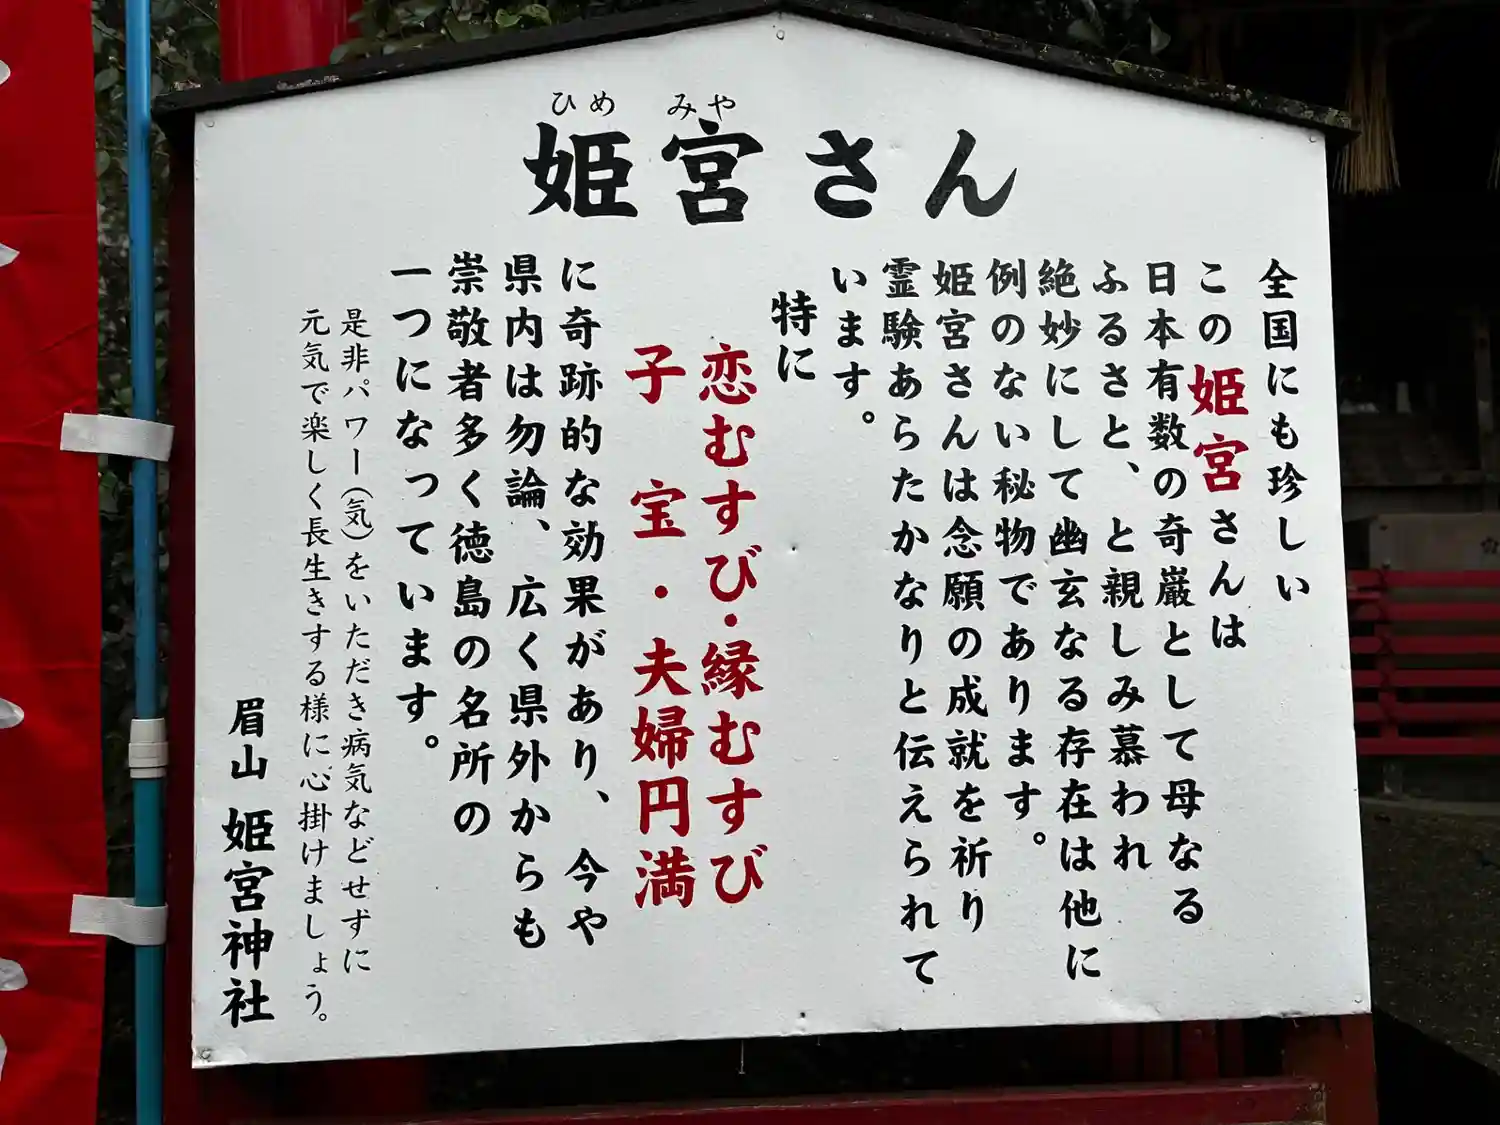 ひめ みや
姫宮さん
全国にも珍しい
この姫宮さんは
日本有数の奇巌として母なる
ふるさと、と親しみ慕われ
絶妙にして幽玄なる存在は他に
例のない秘物であります。
姫宮さんは念願の成就を祈り
霊験あらたかなりと伝えられて
います。
特に
恋むすび・縁むすび
子宝・夫婦円満
に奇跡的な効果があり、今や
県内は勿論、広く県外からも
崇敬者多く徳島の名所の
一つになっています。
是非パワー(気)をいただき病気などせずに
元気で楽しく長生きする様に心掛けましょう。
眉山 姫宮神社